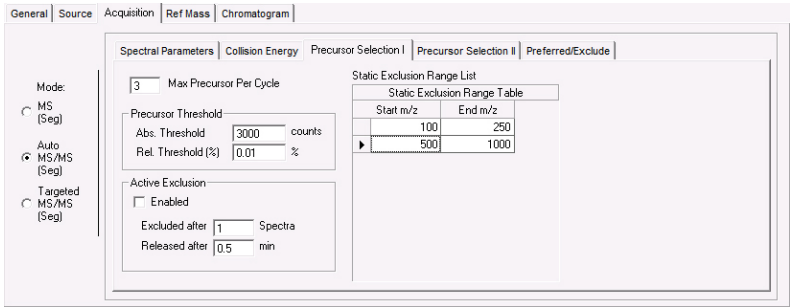 General Source Acquisition Ref Mass Chromatogram
Spectral Parameters Collision Energy Precursor Selection I Precursor Selection II Preferred/Exclude
Mode:
MS
(Seg)
Auto
MS/MS
(Seg)
Targeted
MS/MS
(Seg)
3 Max Precursor Per Cycle
Precursor Threshold
Abs. Threshold 3000 counts
Rel. Threshold (%) 0.01 %
Active Exclusion
Enabled
Excluded after 1 Spectra
Released after 0.5 min
Static Exclusion Range List
Static Exclusion Range Table
Start m/z End m/z
100 250
500 1000